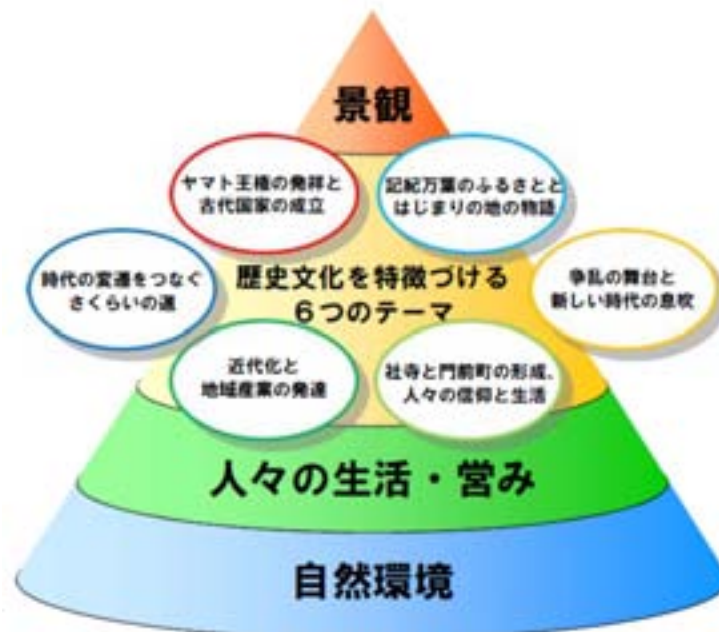 景観
ヤマト王権の発祥と
古代国家の成立
記紀万葉のふるさとと
はじまりの地の物語
時代の変遷をつなぐ
さくらいの道
歴史文化を特徴づける
6つのテーマ
争乱の舞台と
新しい時代の息吹
近代化と
地域産業の発達
社寺と門前町の形成、
人々の信仰と生活
人々の生活・営み
自然環境